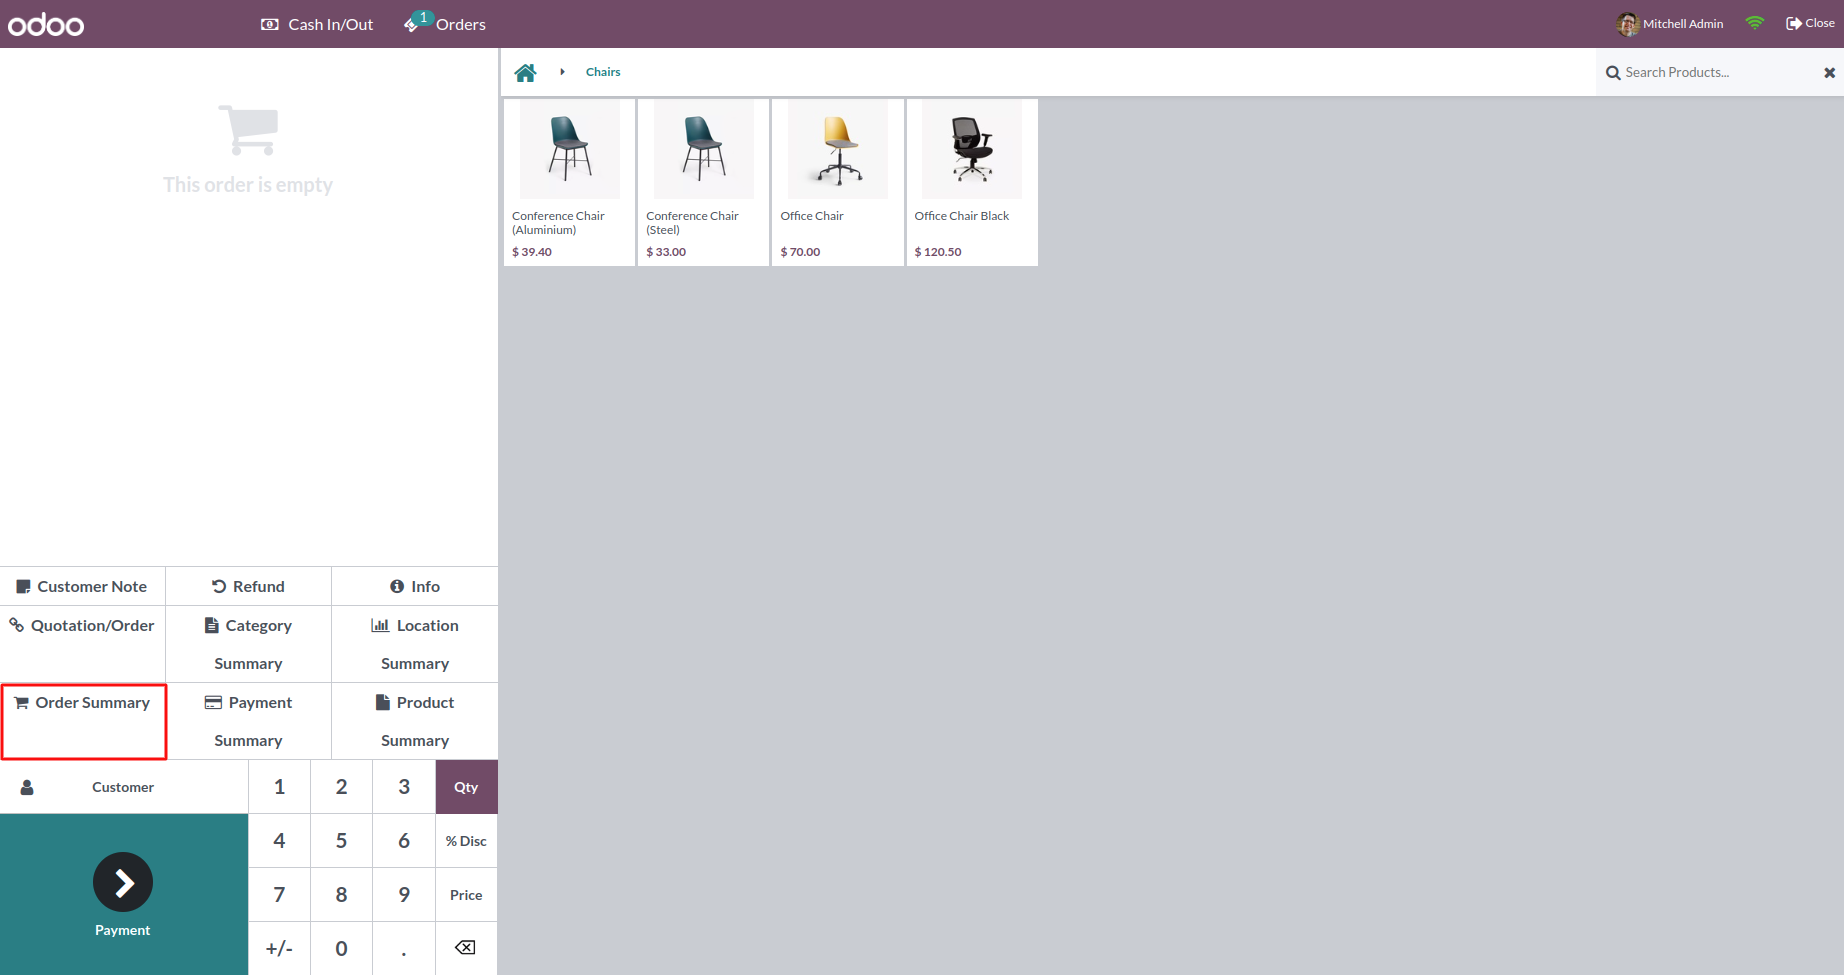 odoo
Cash In/Out
1
Orders
Mitchell Admin
Close
Chairs
Search Products...
This order is empty
Conference Chair
(Aluminium)
$ 39.40
Conference Chair
(Steel)
$ 33.00
Office Chair
$ 70.00
Office Chair Black
$ 120.50
Customer Note
Refund
Info
Quotation/Order
Category
Summary
Location
Summary
Order Summary
Payment
Summary
Product
Summary
Customer
1 2 3 Qty
4 5 6 % Disc
7 8 9 Price
+/- 0 .
Payment